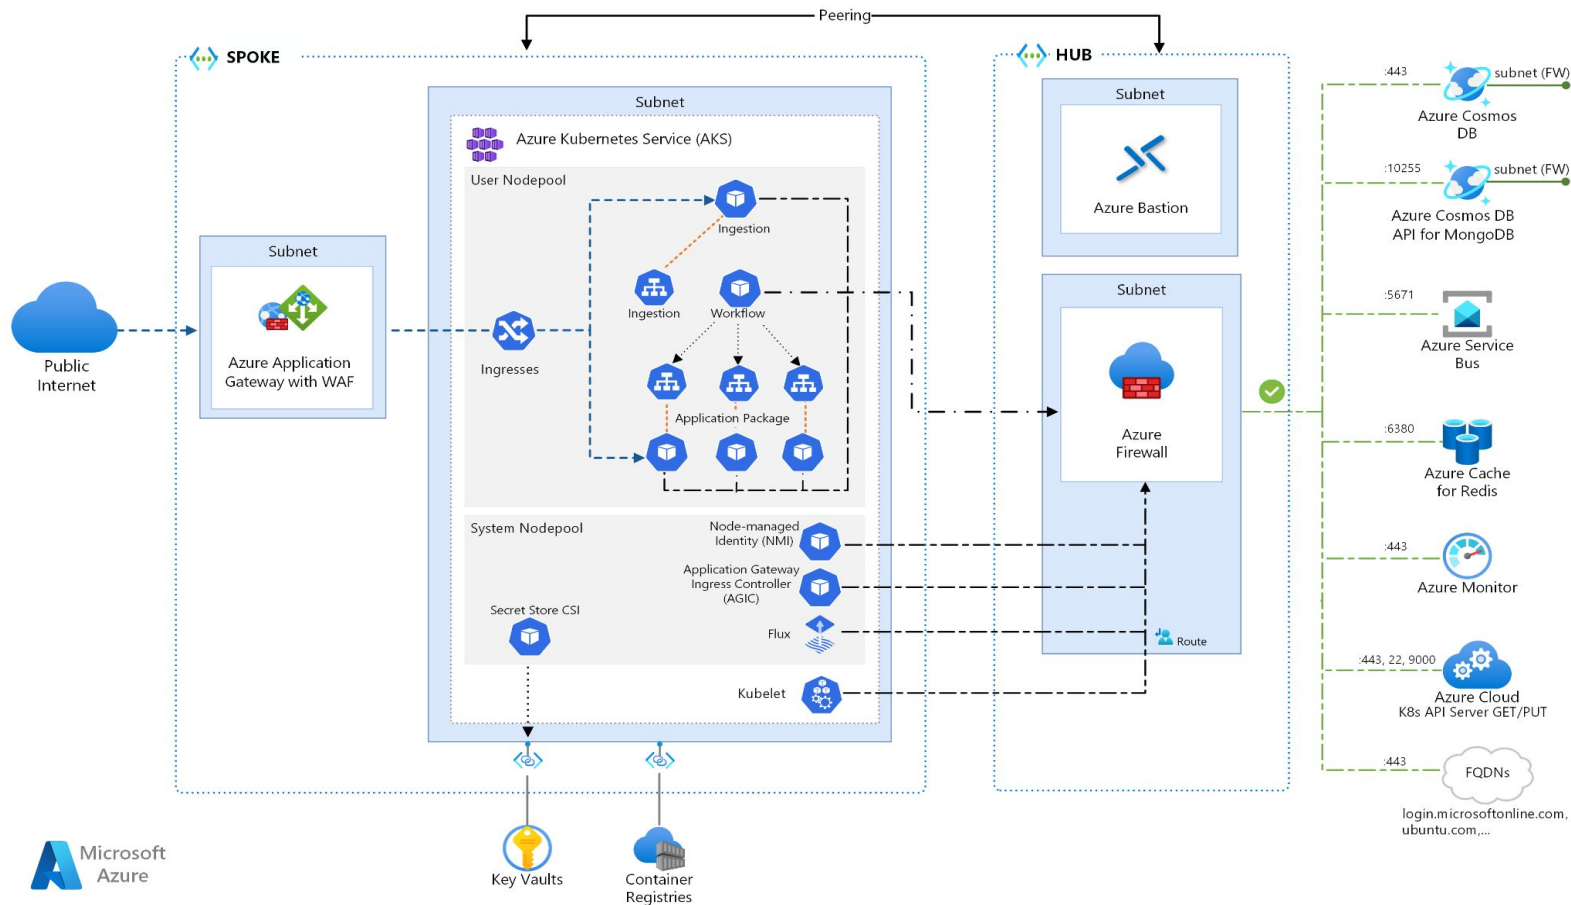 Peering
SPOKE
HUB
Subnet
Azure Kubernetes Service (AKS)
User Nodepool
Ingestion
Ingestion
Workflow
Ingresses
Application Package
Subnet
Azure Application
Gateway with WAF
Public
Internet
System Nodepool
Node-managed
Identity (NMI)
Application Gateway
Ingress Controller
(AGIC)
Secret Store CSI
Flux
Kubelet
Key Vaults
Container
Registries
Subnet
Azure Bastion
Subnet
Azure
Firewall
Route
:443
subnet (FW)
Azure Cosmos
DB
:10255
subnet (FW)
Azure Cosmos DB
API for MongoDB
:5671
Azure Service
Bus
:6380
Azure Cache
for Redis
:443
Azure Monitor
:443, 22, 9000
Azure Cloud
K8s API Server GET/PUT
:443
FQDNs
login.microsoftonline.com,
ubuntu.com,...
Microsoft
Azure